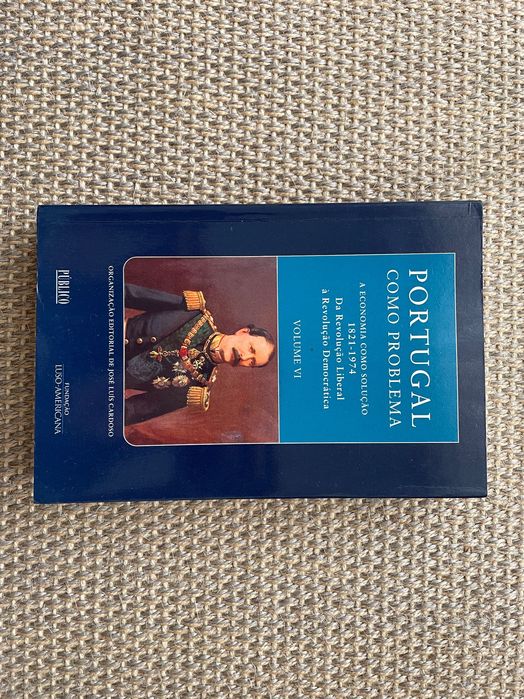 PORTUGAL
COMO PROBLEMA
A ECONOMIA COMO SOLUÇÃO
1821-1974
Da Revolução Liberal
à Revolução Democrática
VOLUME VI
ORGANIZAÇÃO EDITORIAL DE JOSÉ LUÍS CARDOSO
PÚBLICO
FUNDAÇÃO
LUSO-AMERICANA